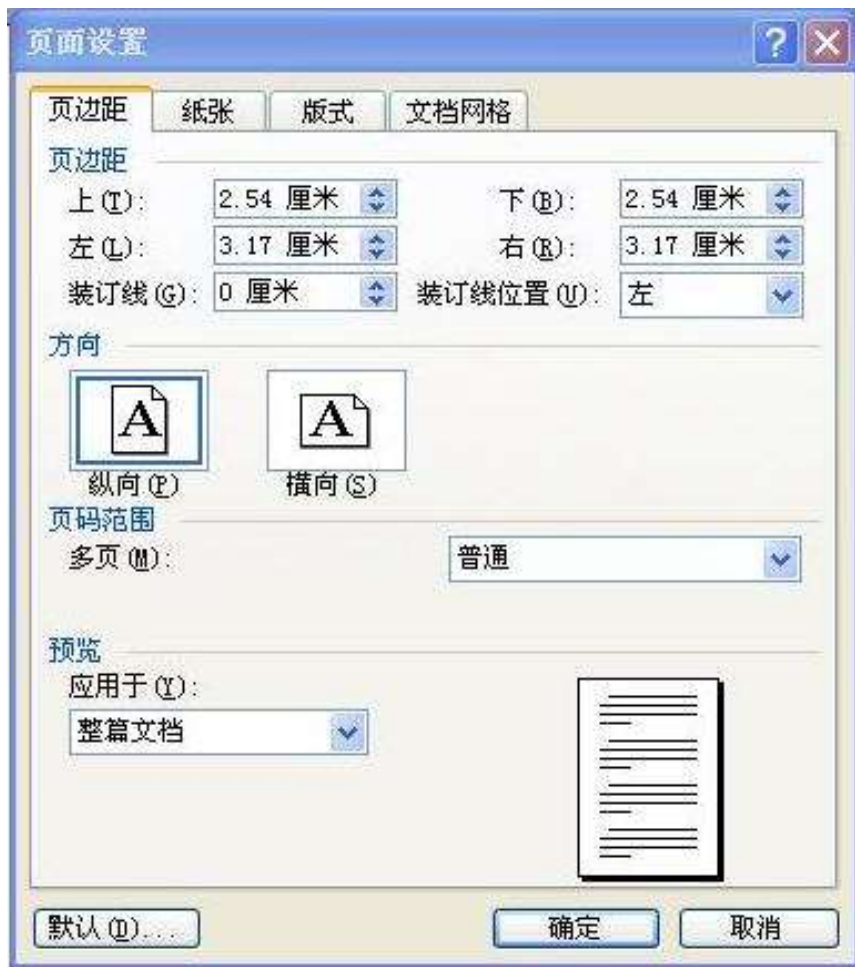 页面设置
页边距 纸张 版式 文档网格
页边距
上(T): 2.54 厘米 下(B): 2.54 厘米
左(L): 3.17 厘米 右(R): 3.17 厘米
装订线(G): 0 厘米 装订线位置(U): 左
方向
A A
纵向(P) 横向(S)
页码范围
多页(M): 普通
预览
应用于(Y):
整篇文档
默认(D)... 确定 取消